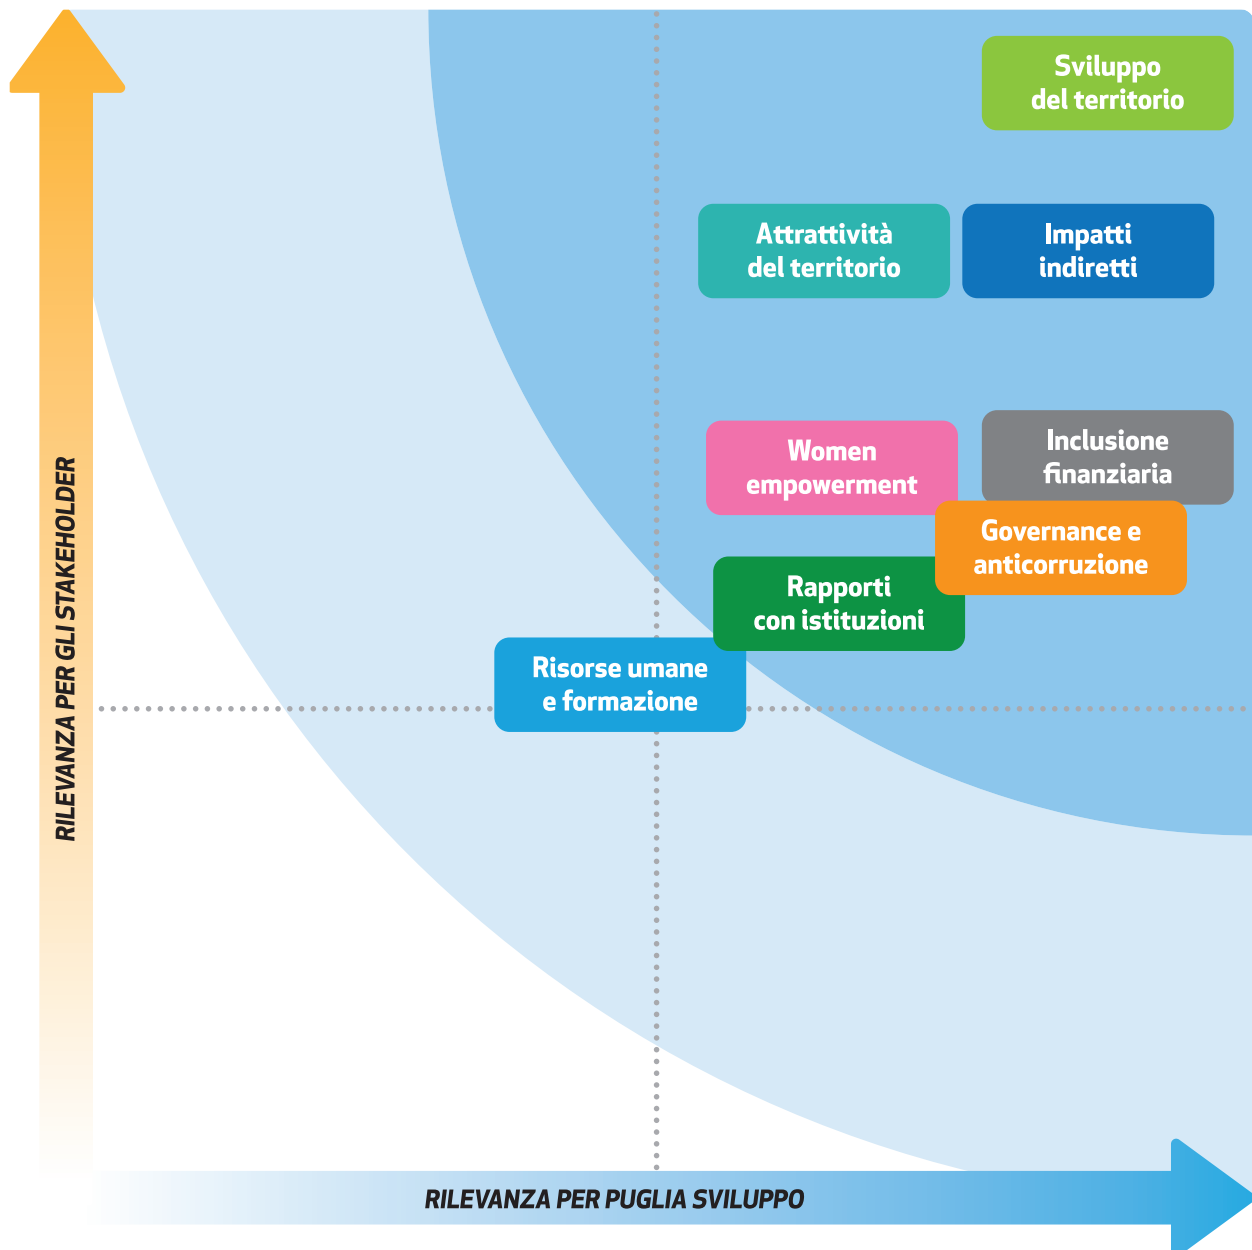 Sviluppo
del territorio
Attrattività
del territorio
Impatti
indiretti
Women
empowerment
Inclusione
finanziaria
Governance e
anticorruzione
Rapporti
con istituzioni
Risorse umane
e formazione
RILEVANZA PER GLI STAKEHOLDER
RILEVANZA PER PUGLIA SVILUPPO